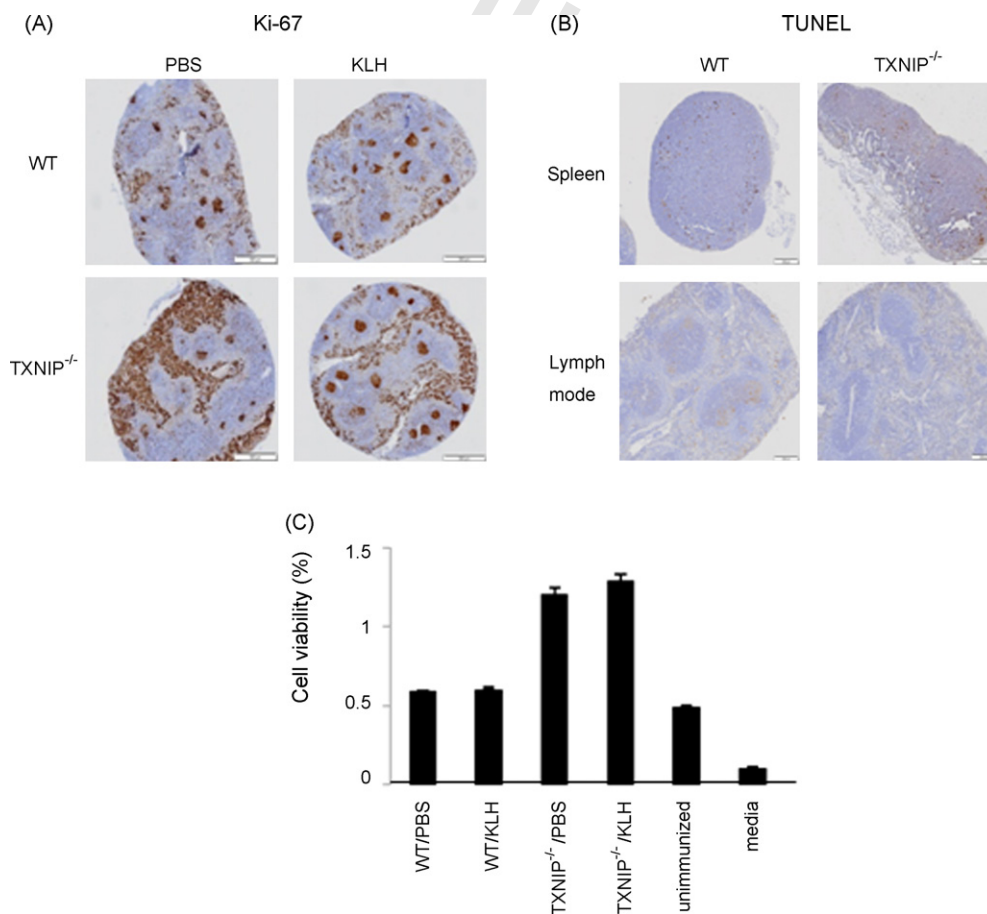 (A)
Ki-67
PBS
KLH
WT
TXNIP-/-
(B)
TUNEL
WT
TXNIP-/-
Spleen
Lymph
mode
(C)
Cell viability (%)
1.5
1
0.5
0
WT/PBS
WT/KLH
TXNIP-/-/PBS
TXNIP-/-/KLH
unimmunized
media